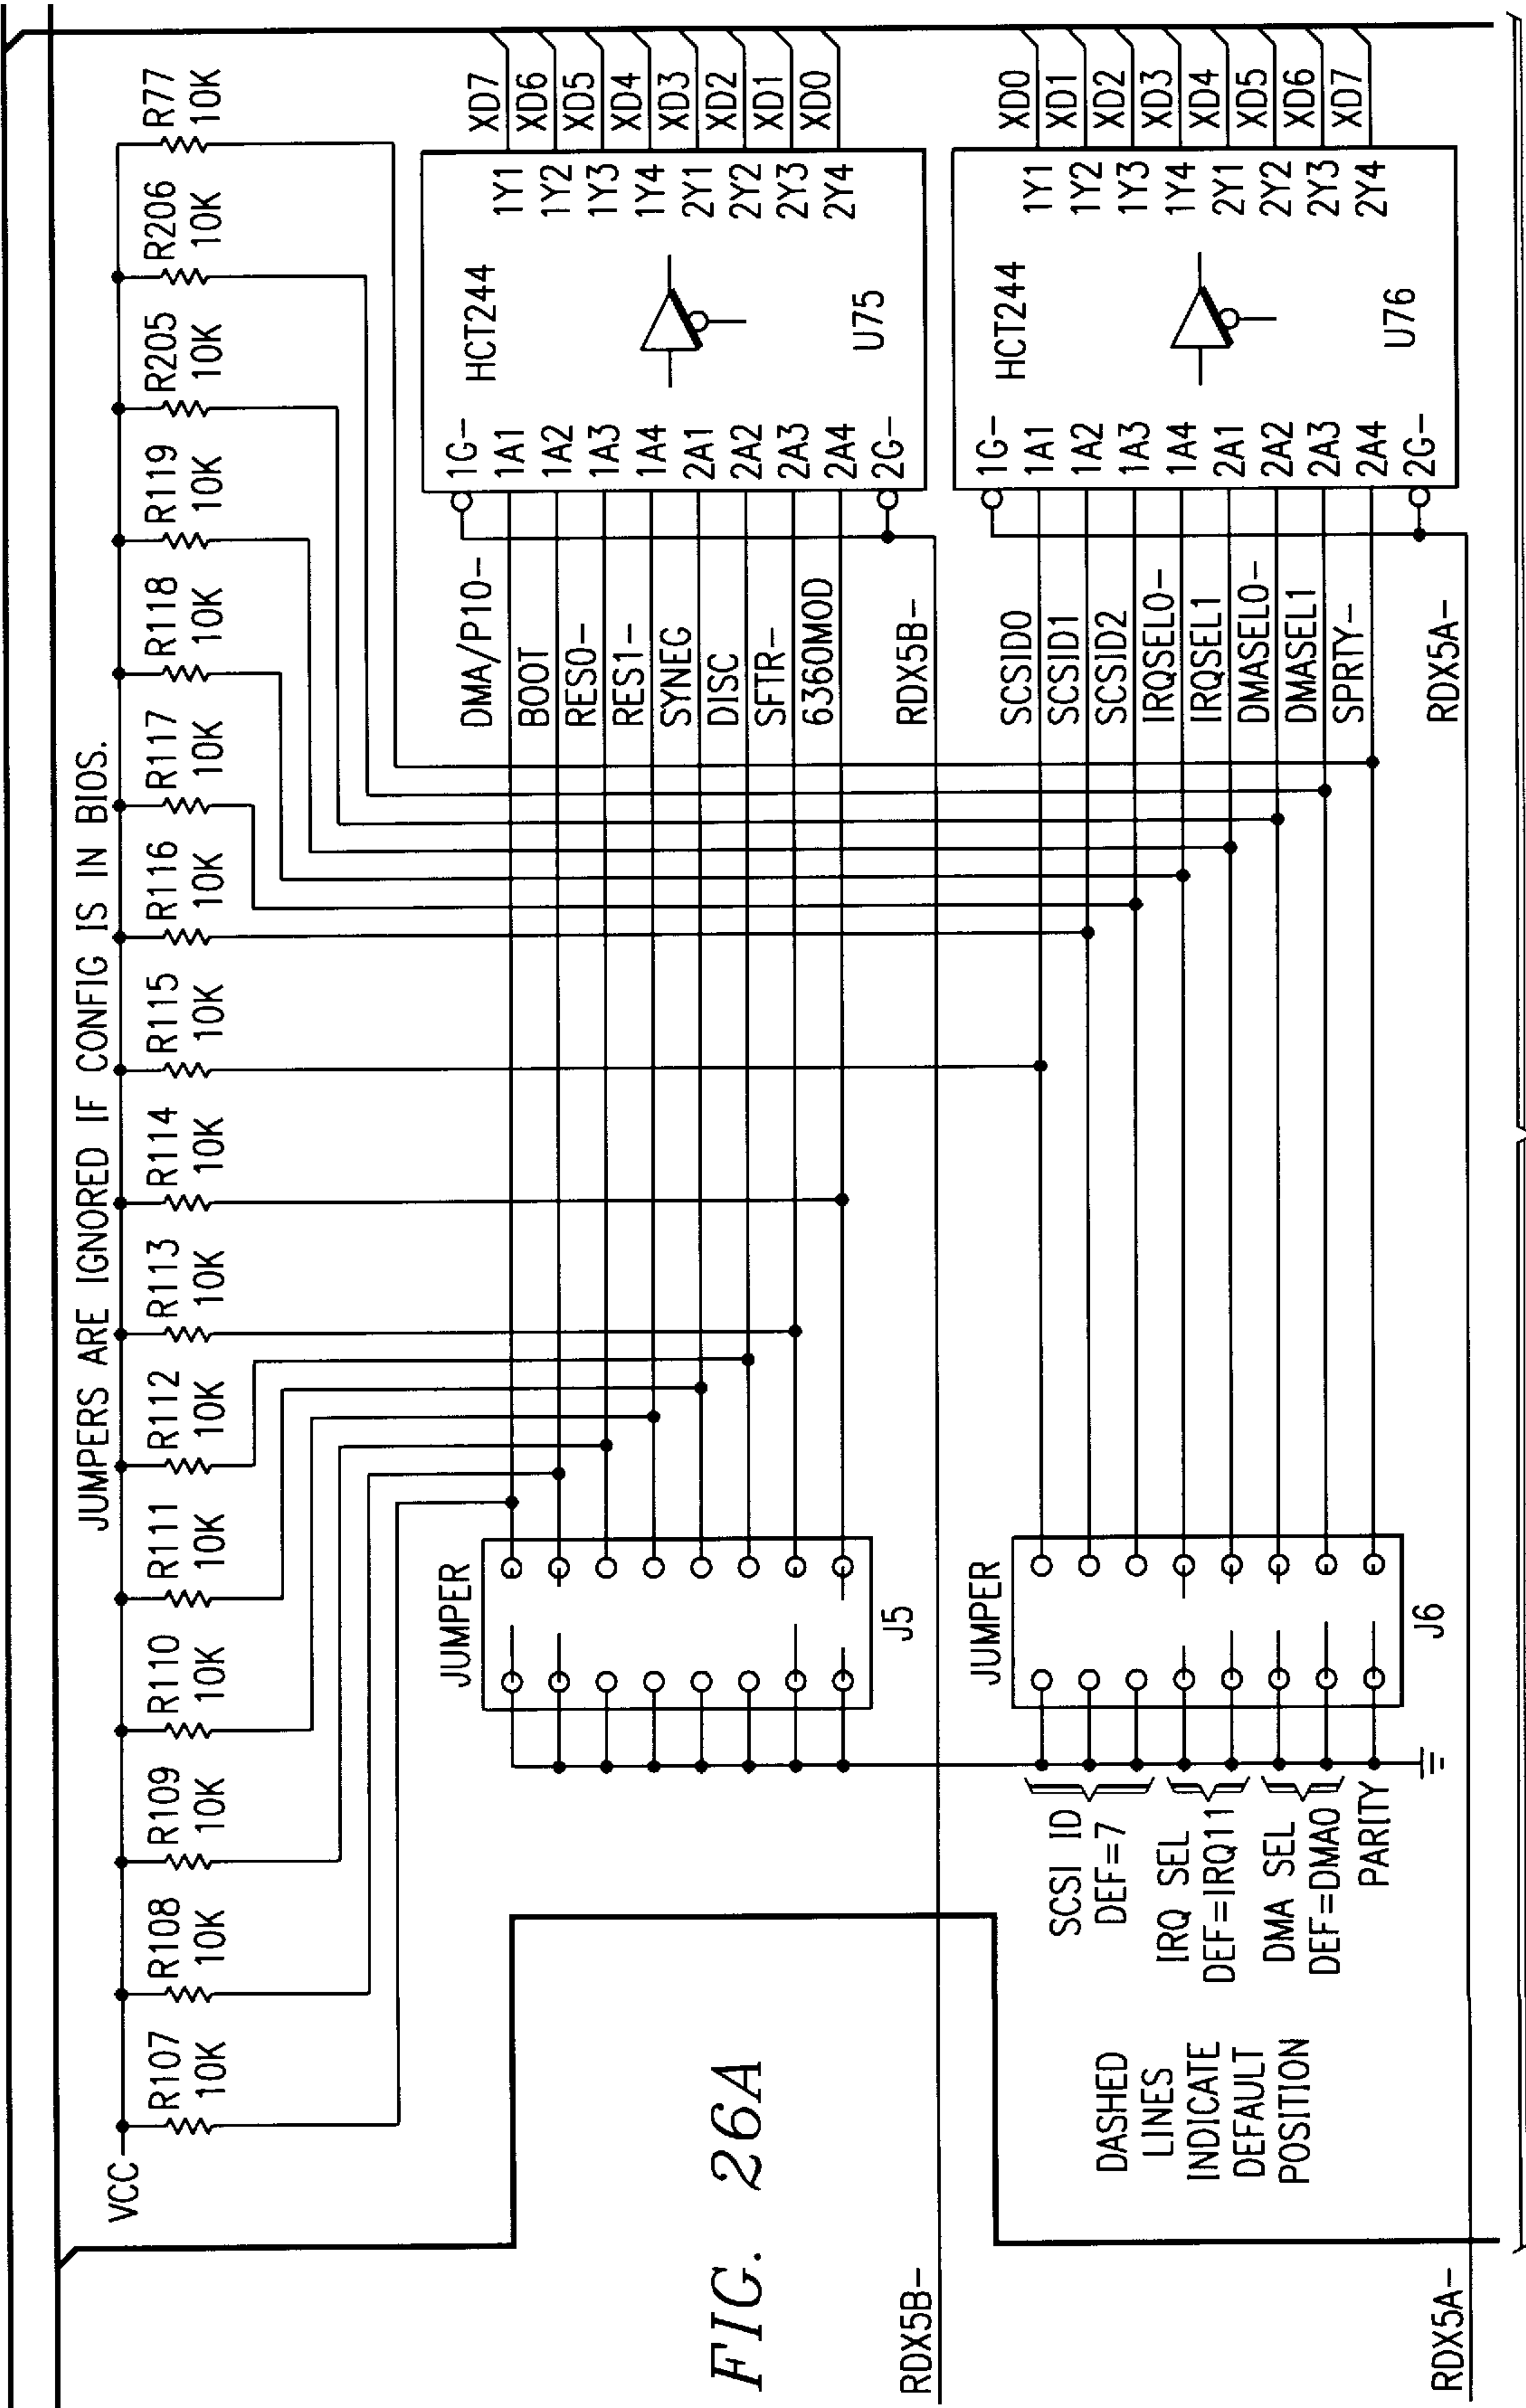 JUMPERS ARE IGNORED IF CONFIG IS IN BIOS.
VCC
R107
10K
R108
10K
R109
10K
R110
10K
R111
10K
R112
10K
R113
10K
R114
10K
R115
10K
R116
10K
R117
10K
R118
10K
R119
10K
R205
10K
R206
10K
R77
10K
JUMPER
J5
DMA/P10-
BOOT
RES0-
RES1-
SYNEG
DISC
SFTR-
6360MOD
RDX5B-
1G-
1A1
1A2
1A3
1A4
2A1
2A2
2A3
2A4
2G-
HCT244
U75
1Y1
1Y2
1Y3
1Y4
2Y1
2Y2
2Y3
2Y4
XD7
XD6
XD5
XD4
XD3
XD2
XD1
XD0
FIG. 26A
RDX5B-
JUMPER
J6
SCSI ID
DEF=7
IRQ SEL
DEF=IRQ11
DMA SEL
DEF=DMA0
PARITY
DASHED
LINES
INDICATE
DEFAULT
POSITION
SCSID0
SCSID1
SCSID2
IRQSEL0-
IRQSEL1
DMASEL0-
DMASEL1
SPRTY-
RDX5A-
1G-
1A1
1A2
1A3
1A4
2A1
2A2
2A3
2A4
2G-
HCT244
U76
1Y1
1Y2
1Y3
1Y4
2Y1
2Y2
2Y3
2Y4
XD0
XD1
XD2
XD3
XD4
XD5
XD6
XD7
RDX5A-